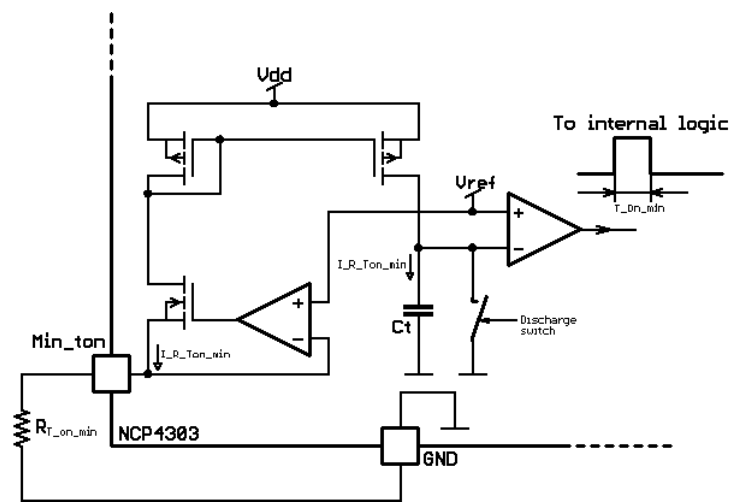 Vdd
To internal logic
Vref
T_On_min
+
−
I_R_Ton_min
+
−
Ct
Discharge
switch
Min_ton
I_R_Ton_min
RT_on_min
NCP4303
GND